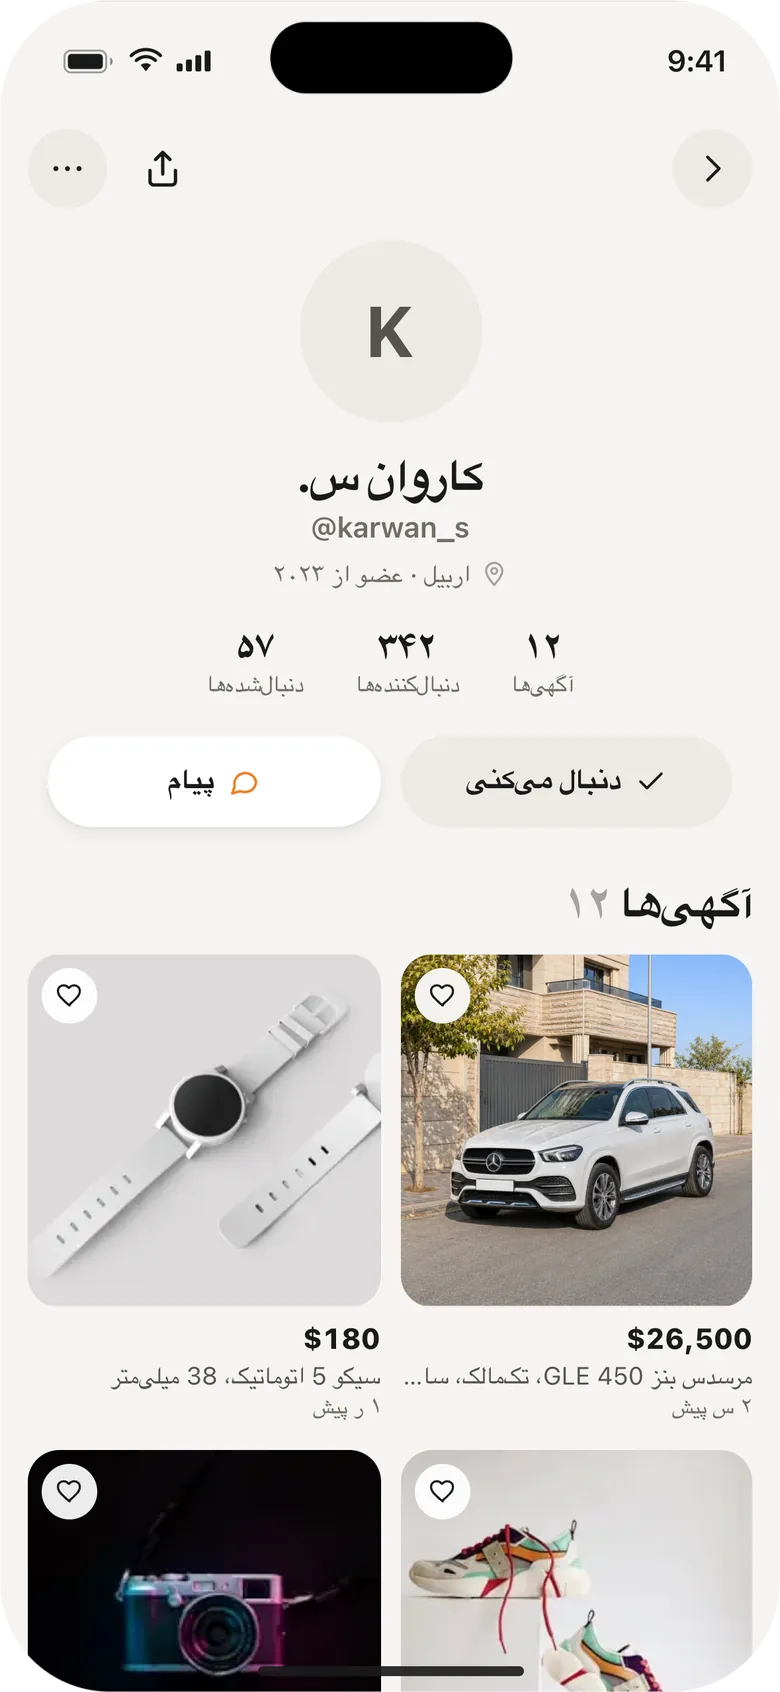 9:41
K
کاروان س.
@karwan_s
اربیل · عضو از ۲۰۲۳
۱۲ ۳۴۲ ۵۷
آگهی‌ها دنبال‌کننده‌ها دنبال‌شده‌ها
دنبال می‌کنی
پیام
آگهی‌ها ۱۲
$26,500
مرسدس بنز GLE 450، تک‌مالک، سا...
۲ س پیش
$180
سیکو 5 اتوماتیک، 38 میلی‌متر
۱ ر پیش